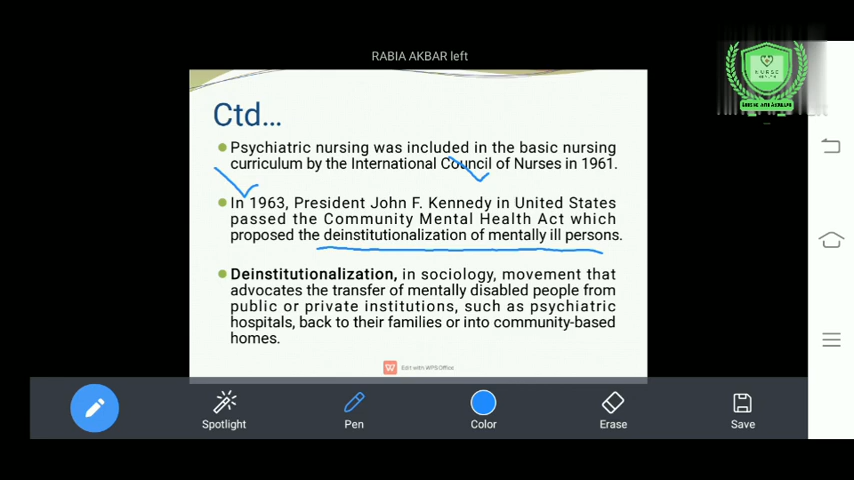 RABIA AKBAR left
NURSE
HEALTH
Ctd...
Psychiatric nursing was included in the basic nursing
curriculum by the International Council of Nurses in 1961.
In 1963, President John F. Kennedy in United States
passed the Community Mental Health Act which
proposed the deinstitutionalization of mentally ill persons.
Deinstitutionalization, in sociology, movement that
advocates the transfer of mentally disabled people from
public or private institutions, such as psychiatric
hospitals, back to their families or into community-based
homes.
Edit with WPS Office
Spotlight
Pen
Color
Erase
Save